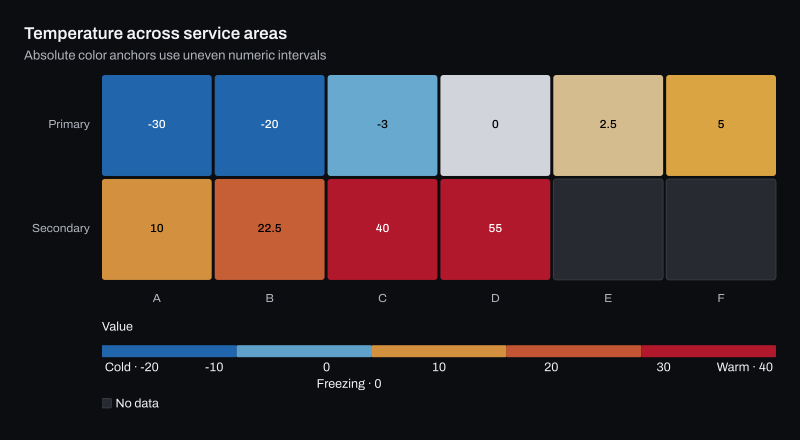 Temperature across service areas
Absolute color anchors use uneven numeric intervals
Primary -30 -20 -3 0 2.5 5
Secondary 10 22.5 40 55
A B C D E F
Value
Cold · -20 -10 0 10 20 30 Warm · 40
Freezing · 0
No data